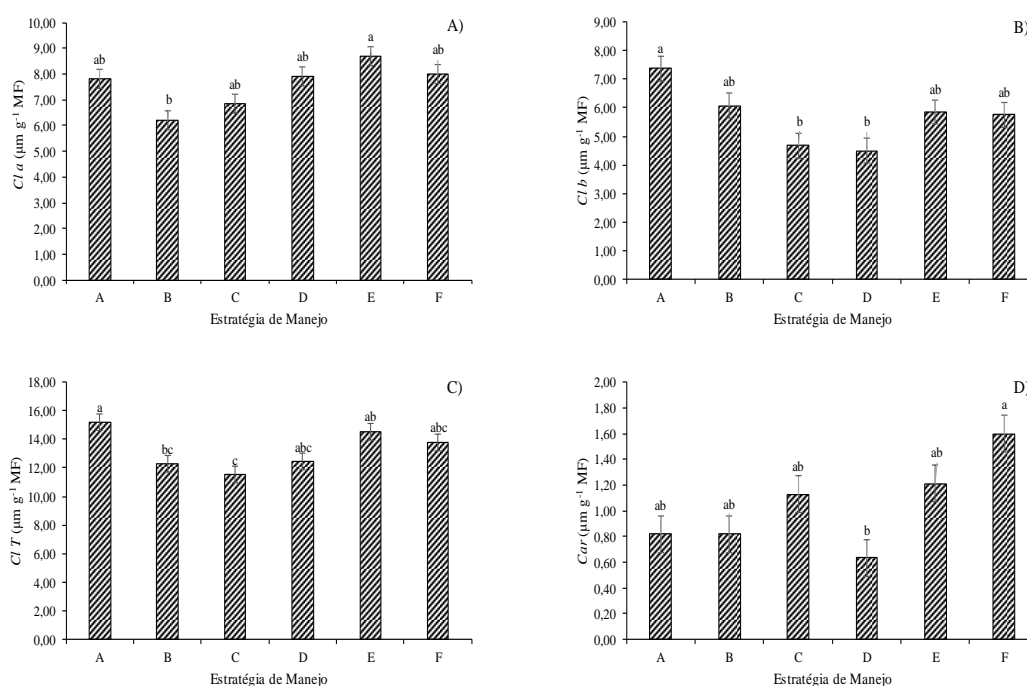 A)
10,00
9,00
8,00
7,00
6,00
5,00
4,00
3,00
2,00
1,00
0,00
Cl a (µm g-1 MF)
ab
b
ab
ab
a
ab
A B C D E F
Estratégia de Manejo
B)
9,00
8,00
7,00
6,00
5,00
4,00
3,00
2,00
1,00
0,00
Cl b (µm g-1 MF)
a
ab
b
b
ab
ab
A B C D E F
Estratégia de Manejo
C)
18,00
16,00
14,00
12,00
10,00
8,00
6,00
4,00
2,00
0,00
Cl T (µm g-1 MF)
a
bc
c
abc
ab
abc
A B C D E F
Estratégia de Manejo
D)
2,00
1,80
1,60
1,40
1,20
1,00
0,80
0,60
0,40
0,20
0,00
Car (µm g-1 MF)
ab
ab
ab
b
ab
a
A B C D E F
Estratégia de Manejo